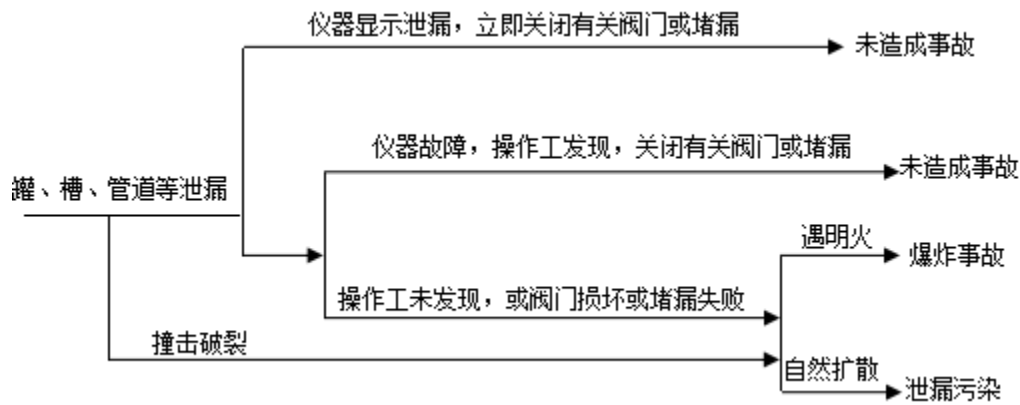 仪器显示泄漏，立即关闭有关阀门或堵漏
未造成事故
仪器故障，操作工发现，关闭有关阀门或堵漏
未造成事故
罐、槽、管道等泄漏
遇明火
爆炸事故
操作工未发现，或阀门损坏或堵漏失败
撞击破裂
自然扩散
泄漏污染